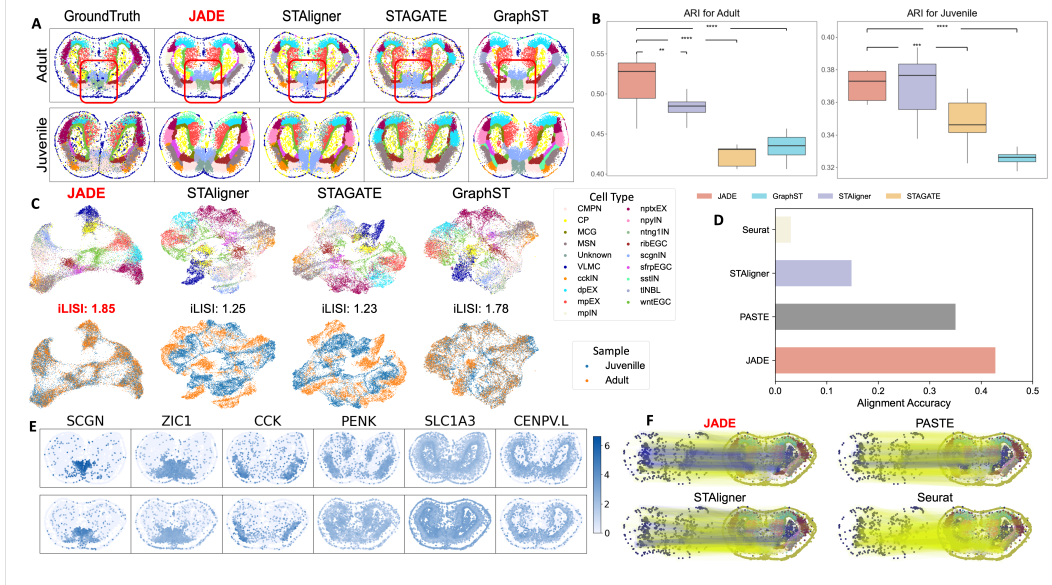 A
GroundTruth
JADE
STAligner
STAGATE
GraphST
Adult
Juvenile
B
ARI for Adult
0.55
0.50
0.45
0.40
****
****
**
ARI for Juvenile
0.40
0.38
0.36
0.34
0.32
****
***
JADE
GraphST
STAligner
STAGATE
C
JADE
STAligner
STAGATE
GraphST
iLISI: 1.85
iLISI: 1.25
iLISI: 1.23
iLISI: 1.78
Cell Type
CMPN
CP
MCG
MSN
Unknown
VLMC
cckIN
dpEX
mpEX
mpIN
nptxEX
npyIN
ntng1IN
ribEGC
scgnIN
sfrpEGC
sstIN
tlNBL
wntEGC
Sample
Juvenille
Adult
D
Seurat
STAligner
PASTE
JADE
0.0
0.1
0.2
0.3
0.4
0.5
Alignment Accuracy
E
SCGN
ZIC1
CCK
PENK
SLC1A3
CENPV.L
6
4
2
0
F
JADE
PASTE
STAligner
Seurat